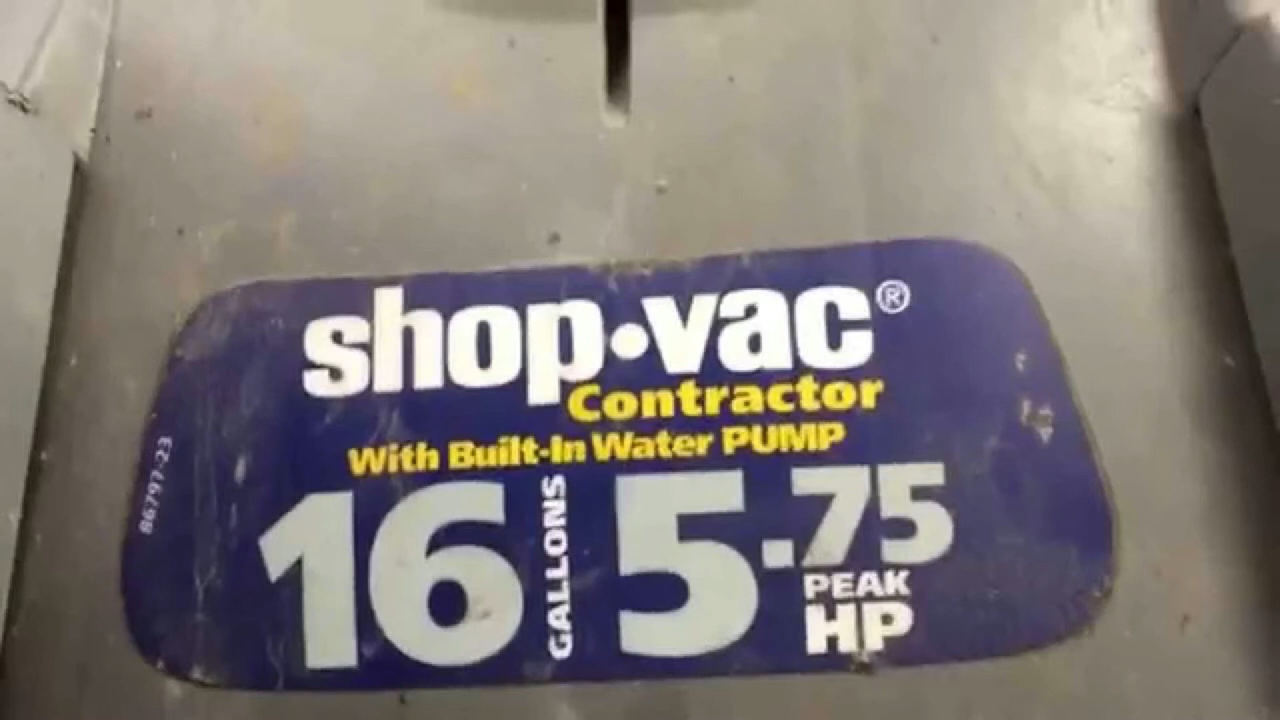 shop•vac®
Contractor
With Built-In Water PUMP
16 GALLONS 5.75 PEAK HP
86797-23